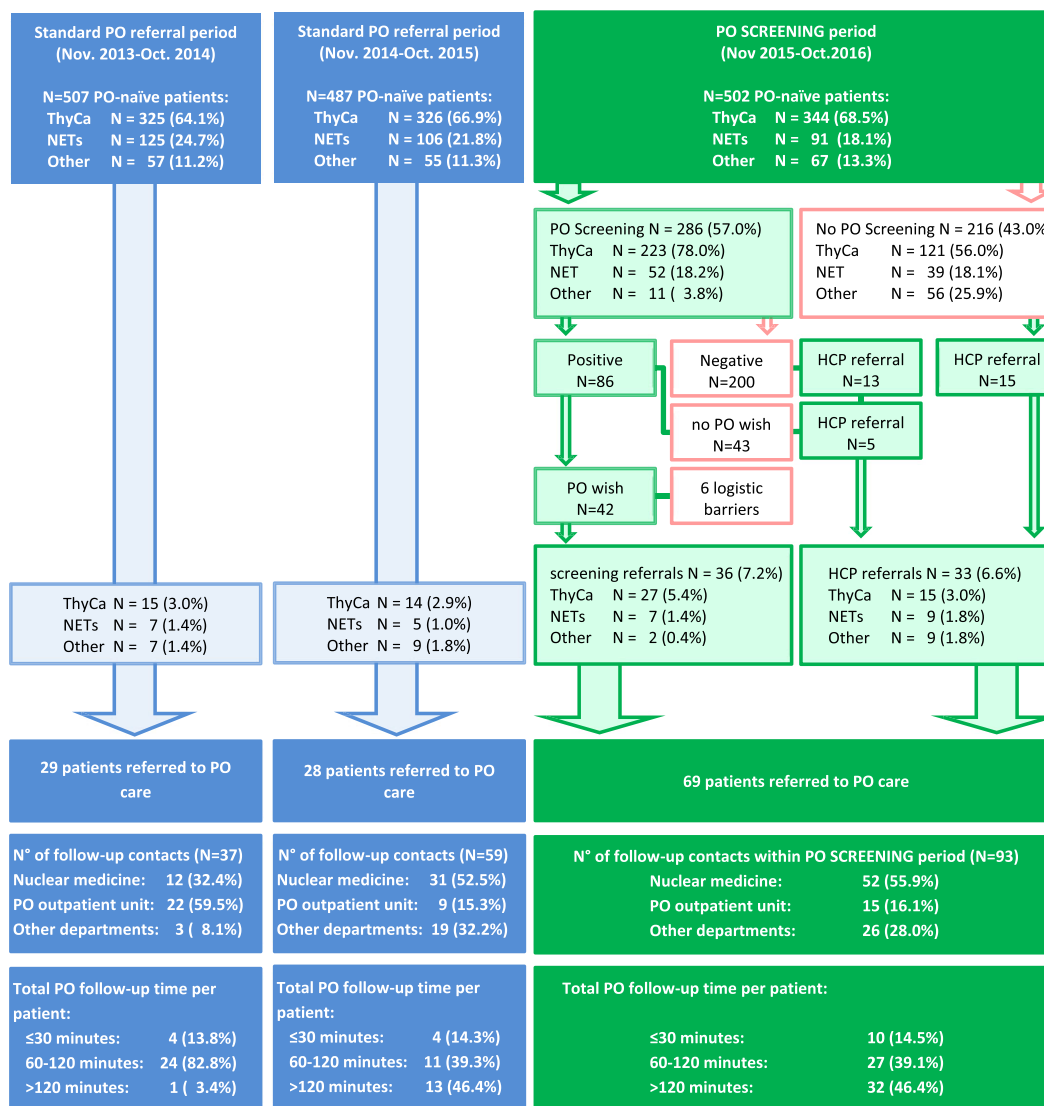 Standard PO referral period
(Nov. 2013-Oct. 2014)
N=507 PO-naïve patients:
ThyCa N = 325 (64.1%)
NETs N = 125 (24.7%)
Other N = 57 (11.2%)
Standard PO referral period
(Nov. 2014-Oct. 2015)
N=487 PO-naïve patients:
ThyCa N = 326 (66.9%)
NETs N = 106 (21.8%)
Other N = 55 (11.3%)
PO SCREENING period
(Nov 2015-Oct.2016)
N=502 PO-naïve patients:
ThyCa N = 344 (68.5%)
NETs N = 91 (18.1%)
Other N = 67 (13.3%)
PO Screening N = 286 (57.0%)
ThyCa N = 223 (78.0%)
NET N = 52 (18.2%)
Other N = 11 ( 3.8%)
No PO Screening N = 216 (43.0%
ThyCa N = 121 (56.0%)
NET N = 39 (18.1%)
Other N = 56 (25.9%)
Positive
N=86
Negative
N=200
HCP referral
N=13
HCP referral
N=15
no PO wish
N=43
HCP referral
N=5
PO wish
N=42
6 logistic
barriers
screening referrals N = 36 (7.2%)
ThyCa N = 27 (5.4%)
NETs N = 7 (1.4%)
Other N = 2 (0.4%)
HCP referrals N = 33 (6.6%)
ThyCa N = 15 (3.0%)
NETs N = 9 (1.8%)
Other N = 9 (1.8%)
ThyCa N = 15 (3.0%)
NETs N = 7 (1.4%)
Other N = 7 (1.4%)
ThyCa N = 14 (2.9%)
NETs N = 5 (1.0%)
Other N = 9 (1.8%)
29 patients referred to PO
care
28 patients referred to PO
care
69 patients referred to PO care
N° of follow-up contacts (N=37)
Nuclear medicine: 12 (32.4%)
PO outpatient unit: 22 (59.5%)
Other departments: 3 ( 8.1%)
N° of follow-up contacts (N=59)
Nuclear medicine: 31 (52.5%)
PO outpatient unit: 9 (15.3%)
Other departments: 19 (32.2%)
N° of follow-up contacts within PO SCREENING period (N=93)
Nuclear medicine: 52 (55.9%)
PO outpatient unit: 15 (16.1%)
Other departments: 26 (28.0%)
Total PO follow-up time per
patient:
≤30 minutes: 4 (13.8%)
60-120 minutes: 24 (82.8%)
>120 minutes: 1 ( 3.4%)
Total PO follow-up time per
patient:
≤30 minutes: 4 (14.3%)
60-120 minutes: 11 (39.3%)
>120 minutes: 13 (46.4%)
Total PO follow-up time per patient:
≤30 minutes: 10 (14.5%)
60-120 minutes: 27 (39.1%)
>120 minutes: 32 (46.4%)